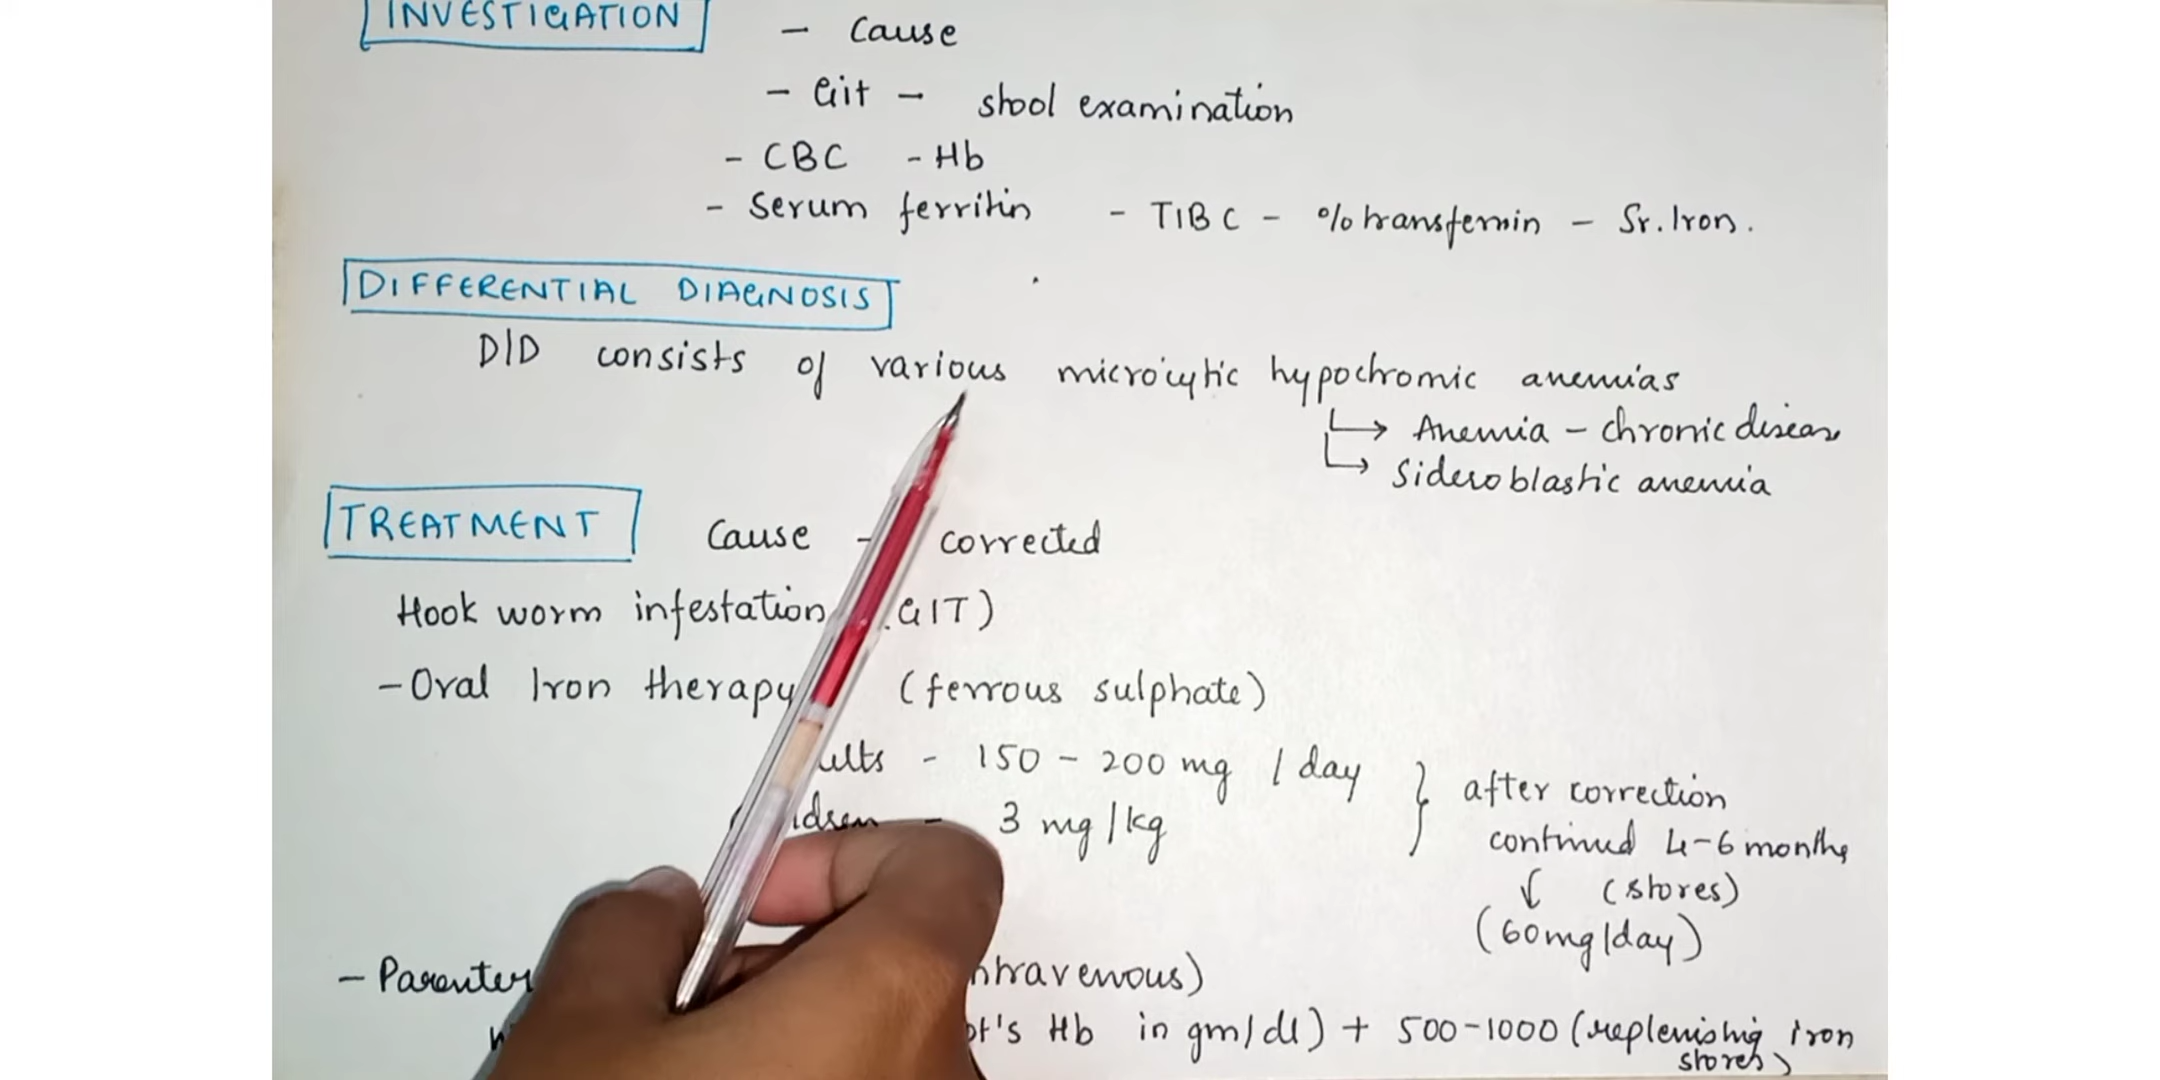 INVESTIGATION
- Cause
- Git - stool examination
- CBC - Hb
- Serum ferritin - TIBC - % transferrin - Sr. Iron.
DIFFERENTIAL DIAGNOSIS
D/D consists of various microcytic hypochromic anemias
→ Anemia - chronic disease
→ Sideroblastic anemia
TREATMENT Cause - corrected
Hook worm infestation GIT)
- Oral Iron therapy (ferrous sulphate)
- 150 - 200 mg / day } after correction
- 3 mg/kg continued 4-6 months
↓ (stores)
(60mg/day)
-
pt's Hb in gm/dl) + 500-1000 (replenishing iron
stores)